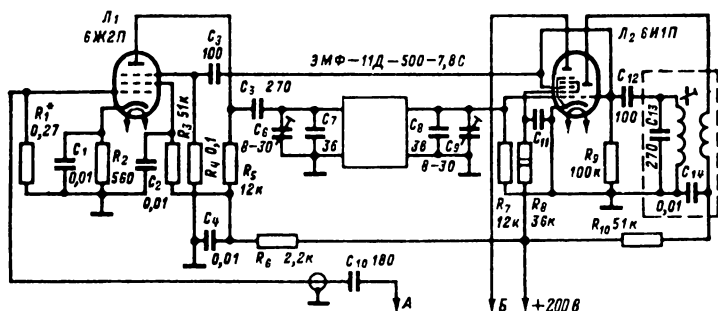 Л₁
6Ж2П
C₃
100
ЭМФ-11Д-500-7,8С
Л₂ 6И1П
C₁₂
100
C₁₃
270
C₁₄
0,01
R₁*
0,27
C₁
0,01
R₂
560
C₂
0,01
R₃ 51к
R₄ 0,1
C₃ 270
R₅
12к
C₆
8-30
C₇
36
C₈
36
C₉
8-30
C₁₁
R₇
12к
R₈
36к
R₉
100к
C₄
0,01
R₆ 2,2к
R₁₀ 51к
C₁₀ 180
А
Б
+200В